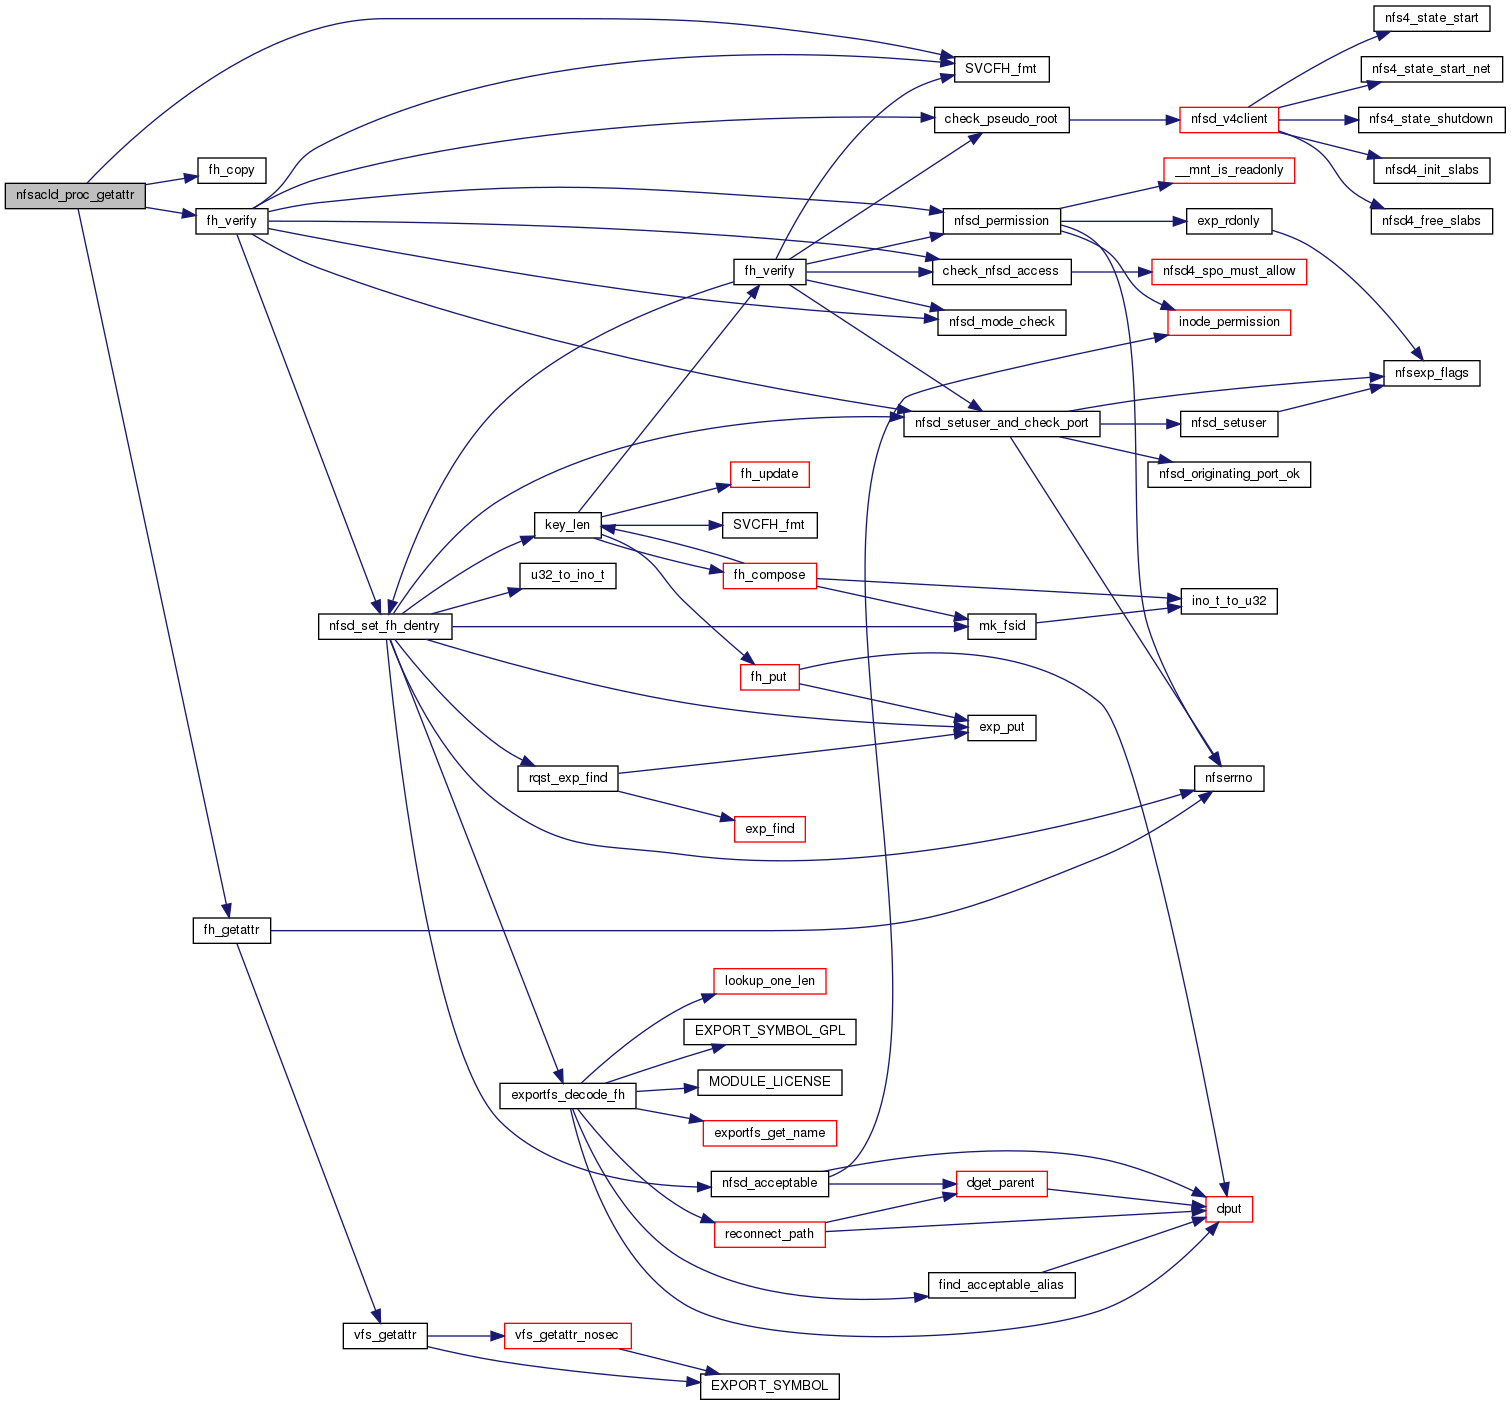 nfs4_state_start
SVCFH_fmt
nfs4_state_start_net
check_pseudo_root
nfsd_v4client
nfs4_state_shutdown
fh_copy
__mnt_is_readonly
nfsd4_init_slabs
nfsacld_proc_getattr
fh_verify
nfsd_permission
exp_rdonly
nfsd4_free_slabs
fh_verify
check_nfsd_access
nfsd4_spo_must_allow
nfsd_mode_check
inode_permission
nfsexp_flags
nfsd_setuser_and_check_port
nfsd_setuser
fh_update
nfsd_originating_port_ok
key_len
SVCFH_fmt
u32_to_ino_t
fh_compose
ino_t_to_u32
nfsd_set_fh_dentry
mk_fsid
fh_put
exp_put
rqst_exp_find
nfserrno
exp_find
fh_getattr
lookup_one_len
EXPORT_SYMBOL_GPL
exportfs_decode_fh
MODULE_LICENSE
exportfs_get_name
nfsd_acceptable
dget_parent
dput
reconnect_path
find_acceptable_alias
vfs_getattr
vfs_getattr_nosec
EXPORT_SYMBOL